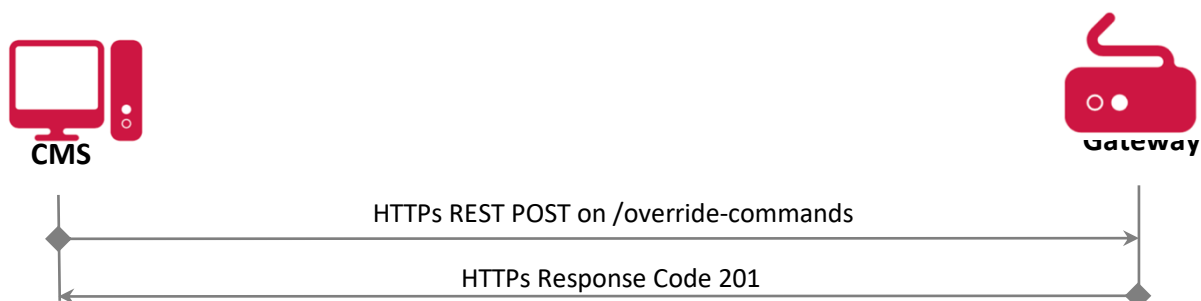 CMS
Gateway
HTTPs REST POST on /override-commands
HTTPs Response Code 201